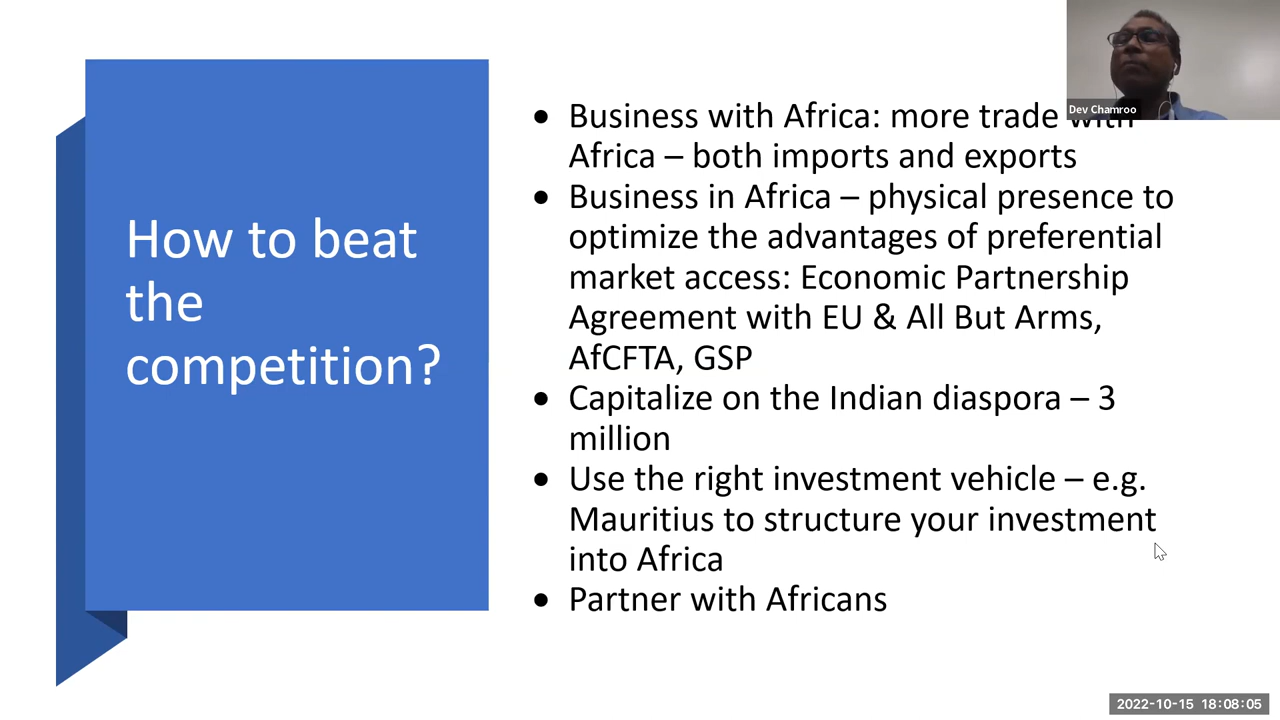 How to beat
the
competition?
• Business with Africa: more trade with
Africa – both imports and exports
• Business in Africa – physical presence to
optimize the advantages of preferential
market access: Economic Partnership
Agreement with EU & All But Arms,
AfCFTA, GSP
• Capitalize on the Indian diaspora – 3
million
• Use the right investment vehicle – e.g.
Mauritius to structure your investment
into Africa
• Partner with Africans
Dev Chamroo
2022-10-15 18:08:05